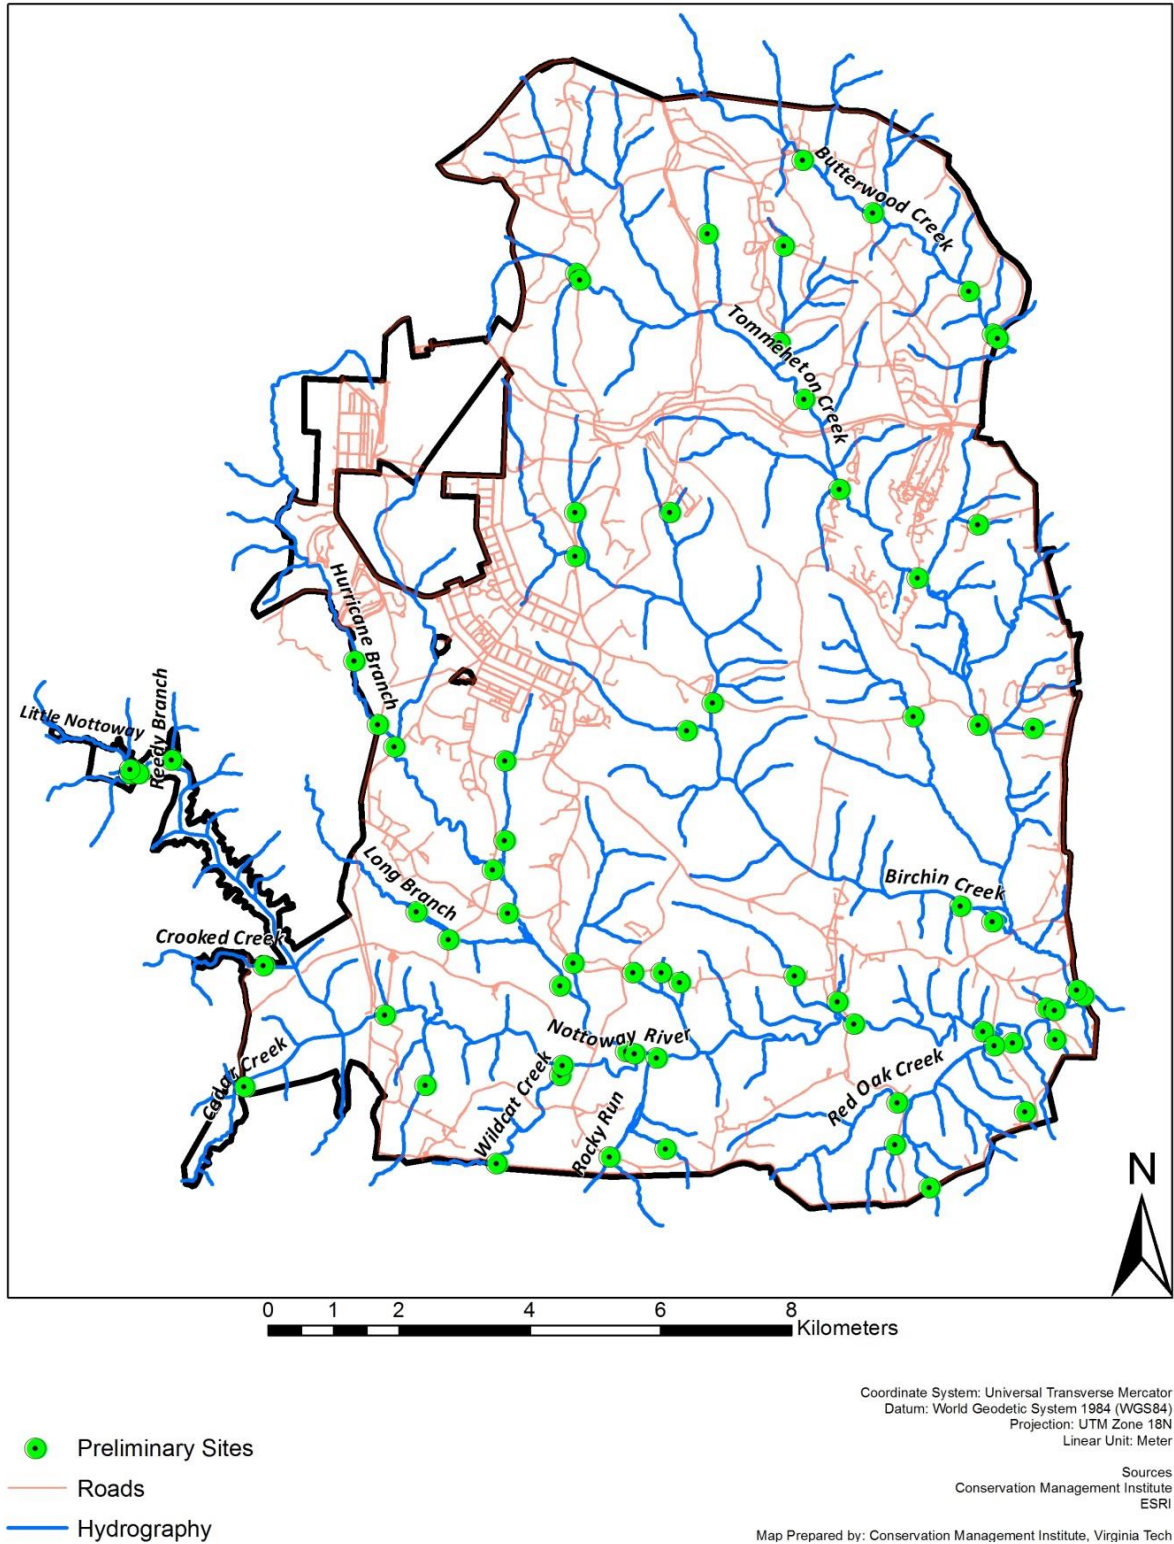 Butterwood Creek
Tommeheton Creek
Hurricane Branch
Little Nottoway
Reedy Branch
Long Branch
Birchin Creek
Crooked Creek
Nottoway River
Cedar Creek
Wildcat Creek
Red Oak Creek
Rocky Run
N
0 1 2 4 6 8
Kilometers
Coordinate System: Universal Transverse Mercator
Datum: World Geodetic System 1984 (WGS84)
Projection: UTM Zone 18N
Linear Unit: Meter
Sources
Conservation Management Institute
ESRI
Map Prepared by: Conservation Management Institute, Virginia Tech
Preliminary Sites
Roads
Hydrography